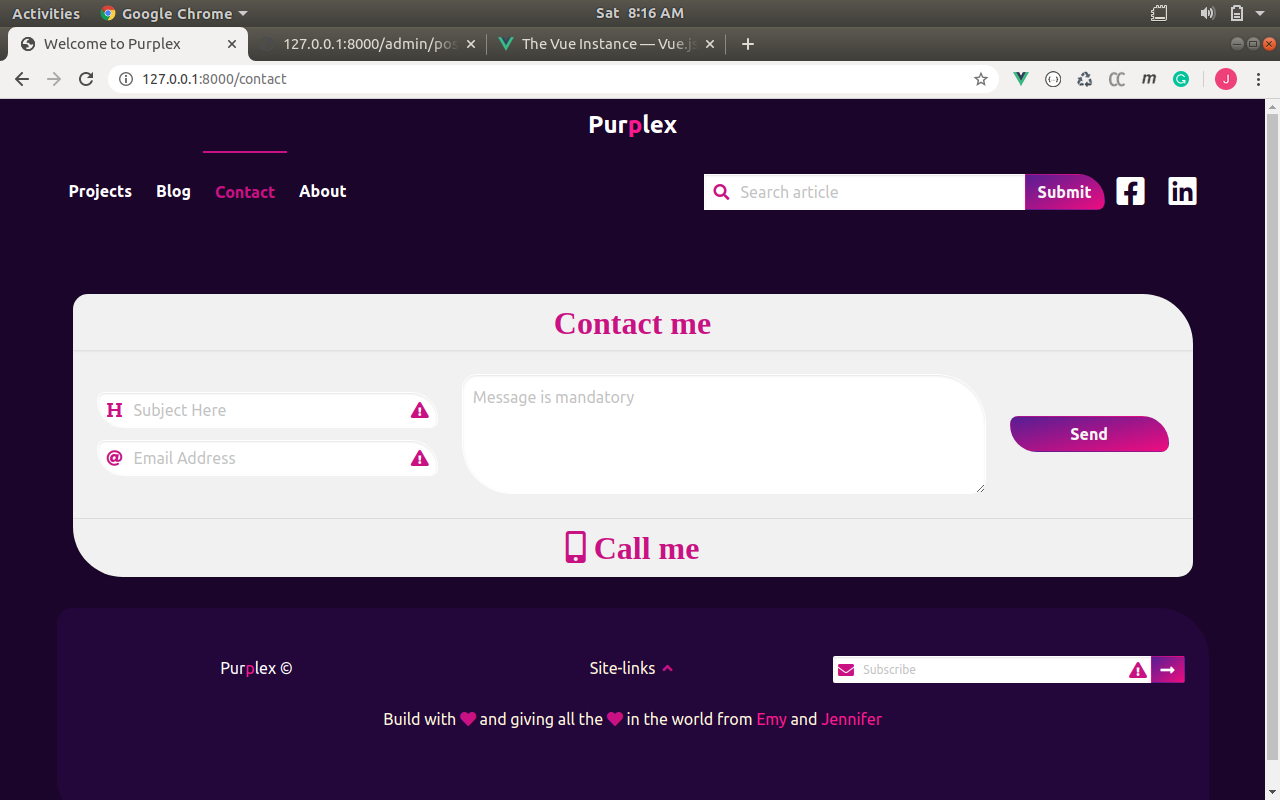 Activities Google Chrome Sat 8:16 AM
Welcome to Purplex 127.0.0.1:8000/admin/pos The Vue Instance — Vue.js
127.0.0.1:8000/contact CC m G J
Purplex
Projects Blog Contact About Search article Submit
Contact me
Message is mandatory
H Subject Here
Send
@ Email Address
Call me
Purplex © Site-links Subscribe
Build with and giving all the in the world from Emy and Jennifer